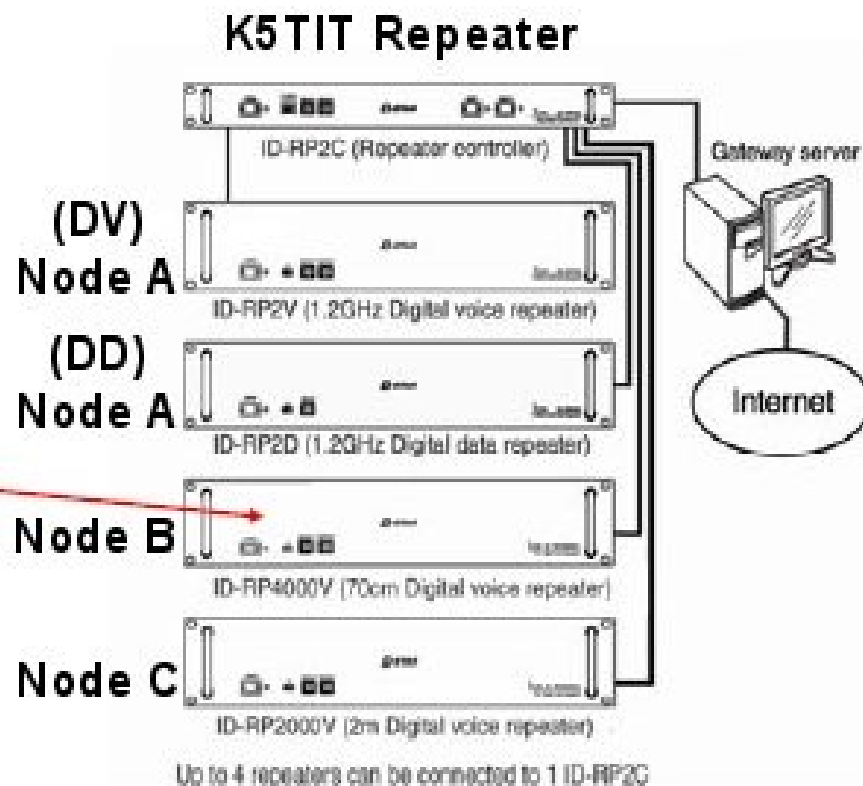 K5TIT Repeater
ID-RP2C (Repeater controller)
Gateway server
(DV)
Node A
ID-RP2V (1.2GHz Digital voice repeater)
(DD)
Node A
ID-RP2D (1.2GHz Digital data repeater)
Internet
Node B
ID-RP4000V (70cm Digital voice repeater)
Node C
ID-RP2000V (2m Digital voice repeater)
Up to 4 repeaters can be connected to 1 ID-RP2C